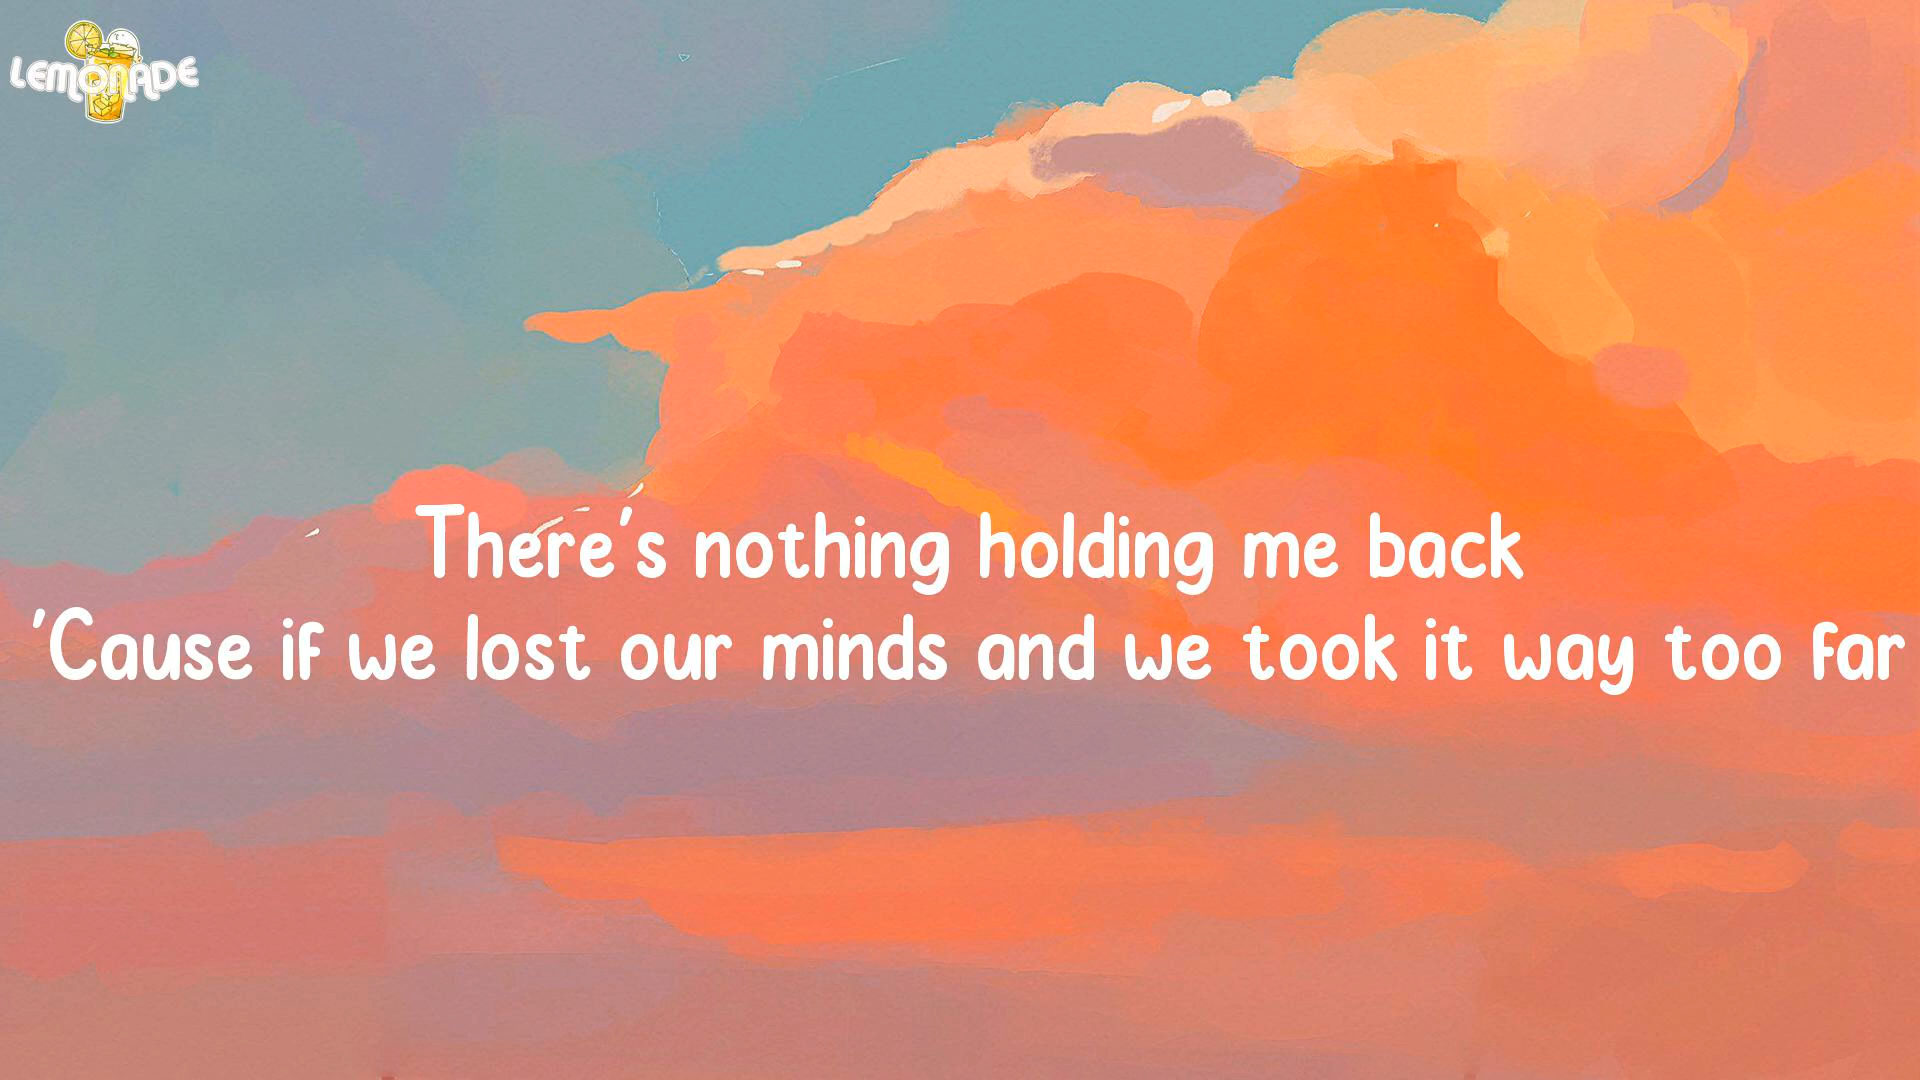 LEMONADE
There's nothing holding me back
'Cause if we lost our minds and we took it way too far